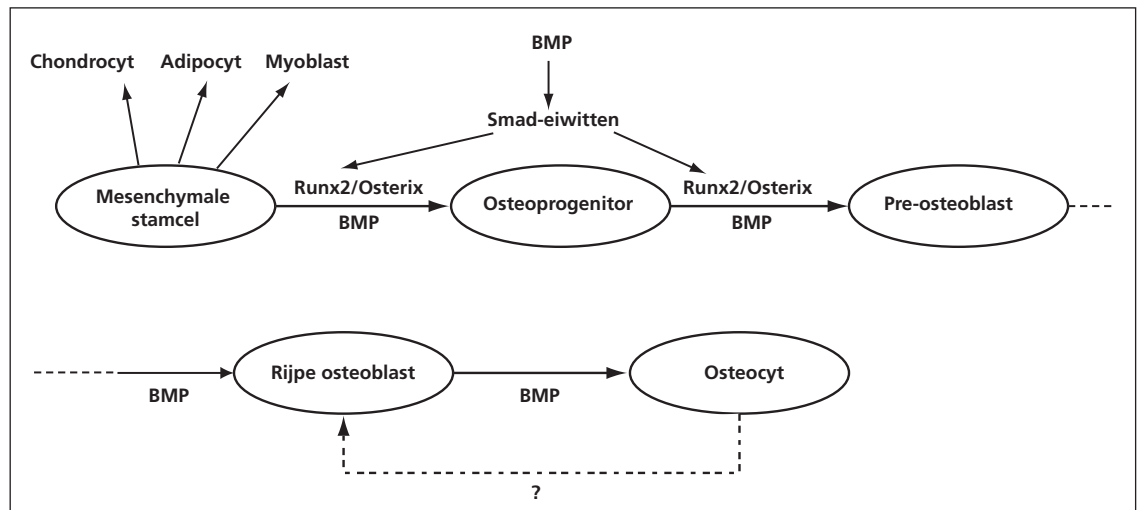 BMP
Chondrocyt Adipocyt Myoblast
Smad-eiwitten
Runx2/Osterix Runx2/Osterix
Mesenchymale
stamcel
Osteoprogenitor
Pre-osteoblast
BMP BMP
Rijpe osteoblast
Osteocyt
BMP BMP
?